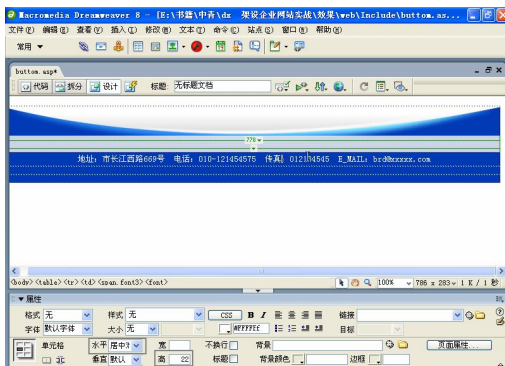 Macromedia Dreamweaver 8 - [E:\书籍\中青\dx 架设企业网站实战\效果\web\Include\buttom.as...
文件(F) 编辑(E) 查看(V) 插入(I) 修改(M) 文本(T) 命令(C) 站点(S) 窗口(W) 帮助(H)
常用
buttom.asp*
代码 拆分 设计 标题: 无标题文档
778
地址: 市长江西路669号 电话: 010-121454575 传真: E_MAIL: brd@xxxxx.com
<body> <table> <tr> <td> <span.font3> <font> 100% 786 x 283 1 K / 1 秒
属性
格式 无 样式 无 CSS B I 链接
字体 默认字体 大小 无 #FFFFFf 目标
单元格 水平 居中对 宽 不换行 背景 页面属性...
垂直 默认 高 22 标题 背景颜色 边框